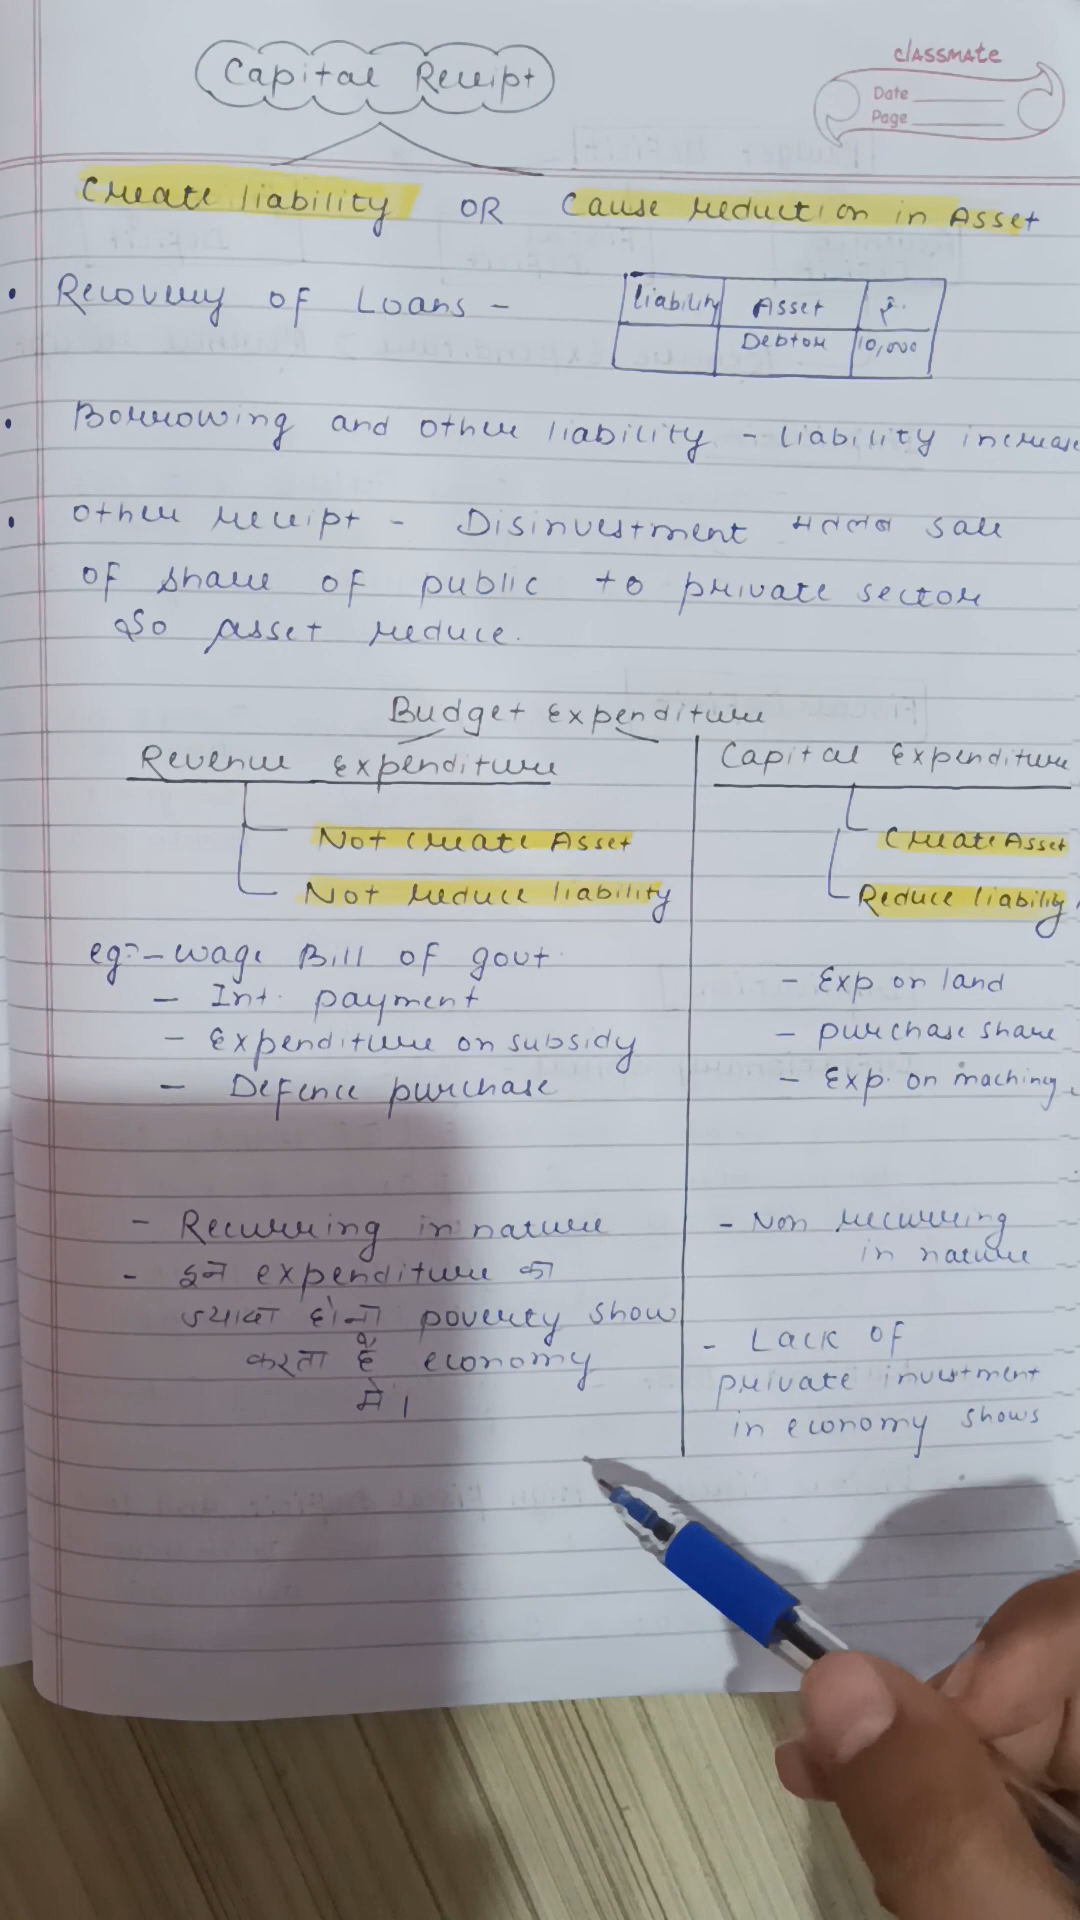 Capital Receipt
classmate
Date
Page
Create liability OR Cause reduction in Asset
• Recovery of Loans -
liability Asset ₹.
Debtor 10,000
• Borrowing and other liability - liability increase
• other receipt - Disinvestment मतलब sale
of share of public to private sector
So asset reduce.
Budget Expenditure
Revenue Expenditure
Capital Expenditure
Not create Asset
Create Asset
Not reduce liability
Reduce liability
eg:- wage Bill of govt.
- Int. payment
- Expenditure on subsidy
- Defence purchase
- Exp on land
- purchase share
- Exp. on maching
- Recurring in nature
- इन expenditure का
ज्यादा होना poverty show
करता है economy
में।
- Non recurring
in nature
- Lack of
private investment
in economy shows